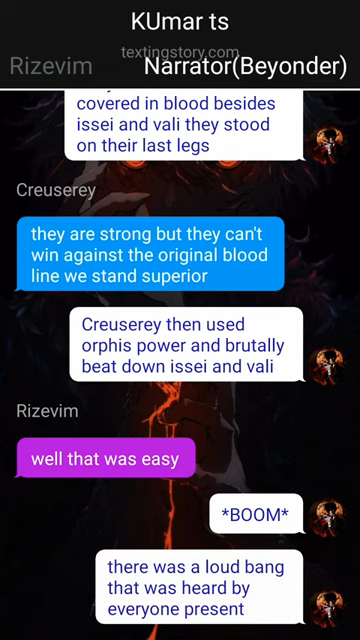 KUmar ts
textingstory.com
Rizevim
Narrator(Beyonder)
covered in blood besides
issei and vali they stood
on their last legs
Creuserey
they are strong but they can't
win against the original blood
line we stand superior
Creuserey then used
orphis power and brutally
beat down issei and vali
Rizevim
well that was easy
*BOOM*
there was a loud bang
that was heard by
everyone present